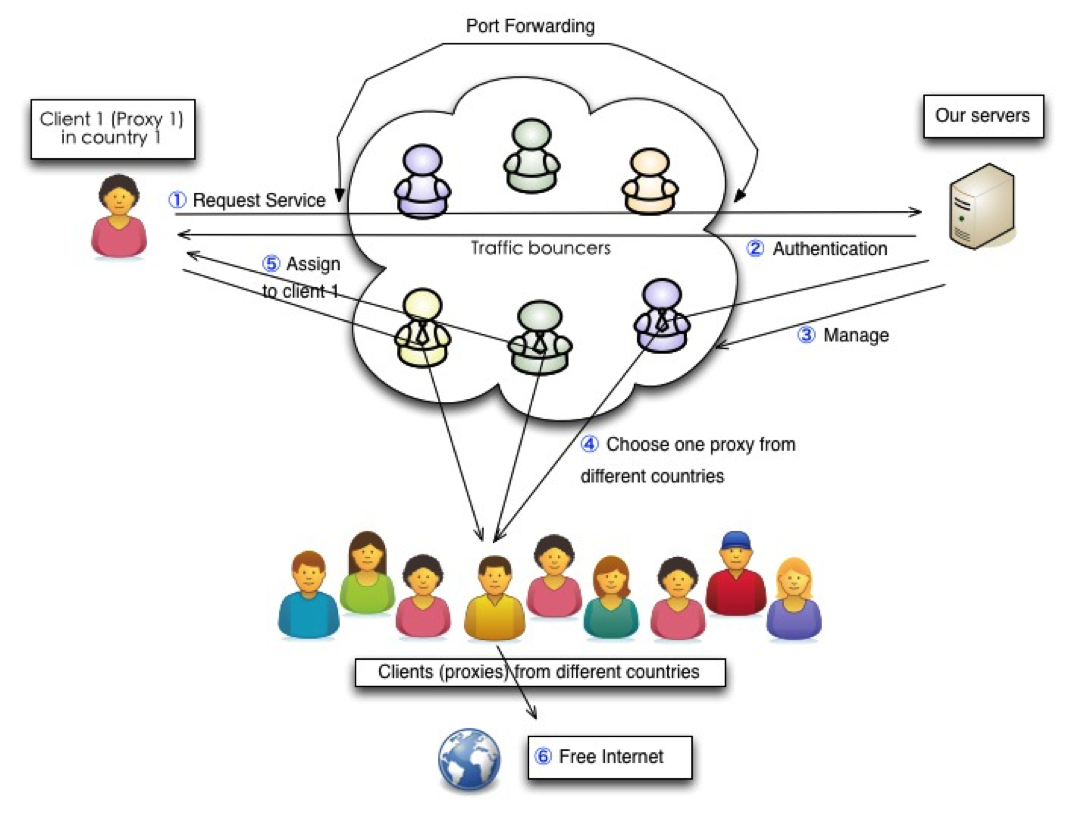 Port Forwarding
Client 1 (Proxy 1)
in country 1
Our servers
① Request Service
Traffic bouncers
② Authentication
⑤ Assign
to client 1
③ Manage
④ Choose one proxy from
different countries
Clients (proxies) from different countries
⑥ Free Internet